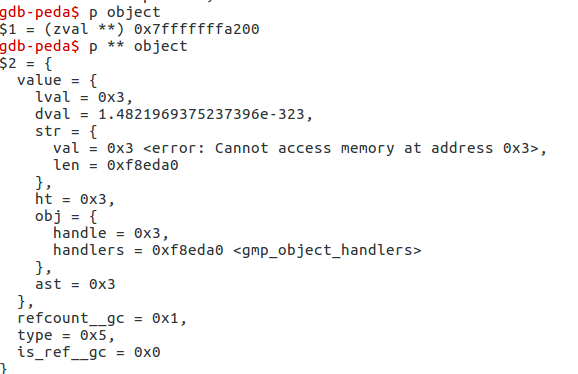 gdb-peda$ p object
$1 = (zval **) 0x7fffffffa200
gdb-peda$ p ** object
$2 = {
  value = {
    lval = 0x3,
    dval = 1.4821969375237396e-323,
    str = {
      val = 0x3 <error: Cannot access memory at address 0x3>,
      len = 0xf8eda0
    },
    ht = 0x3,
    obj = {
      handle = 0x3,
      handlers = 0xf8eda0 <gmp_object_handlers>
    },
    ast = 0x3
  },
  refcount__gc = 0x1,
  type = 0x5,
  is_ref__gc = 0x0
}